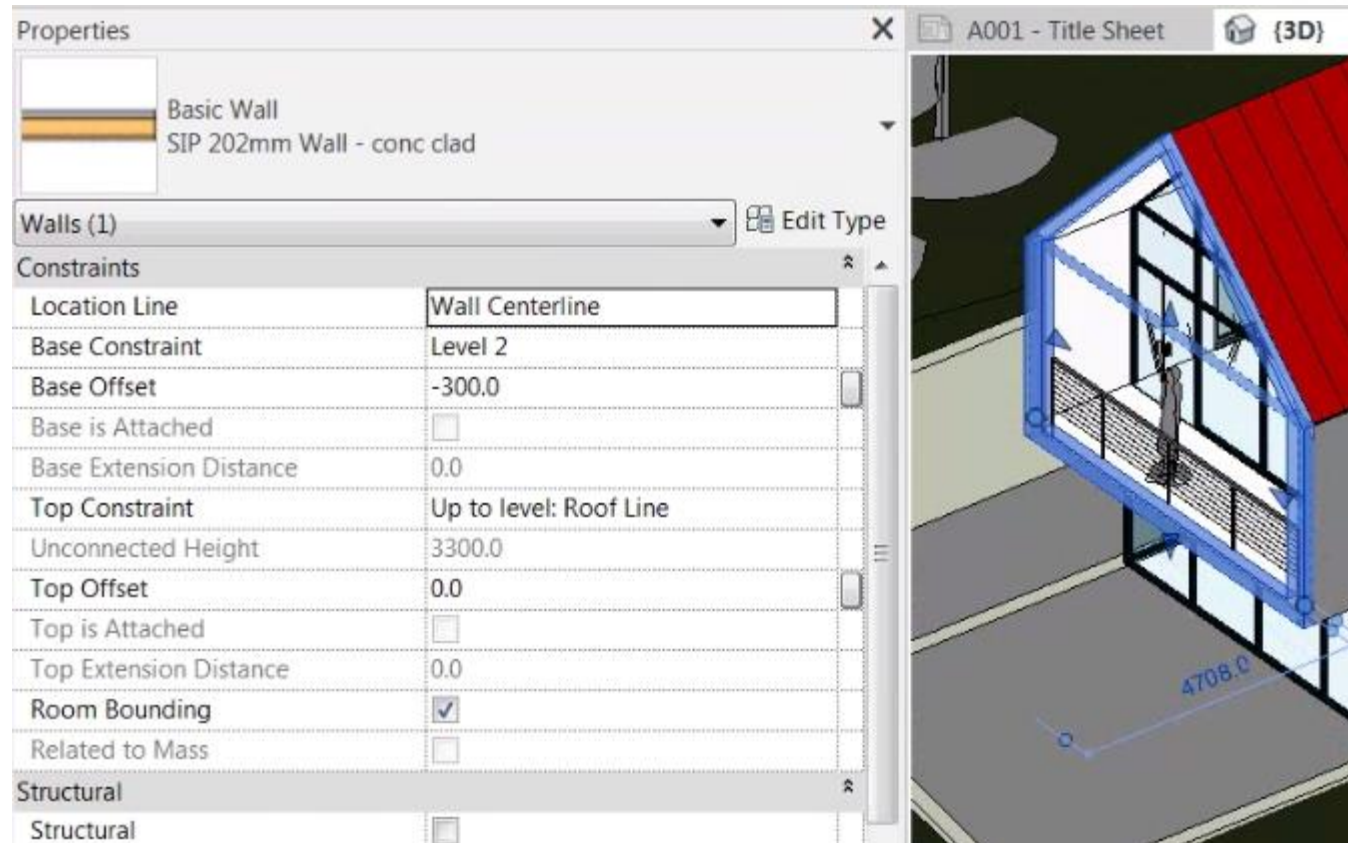 Properties
A001 - Title Sheet
{3D}
Basic Wall
SIP 202mm Wall - conc clad
Walls (1)
Edit Type
Constraints
Location Line Wall Centerline
Base Constraint Level 2
Base Offset -300.0
Base is Attached
Base Extension Distance 0.0
Top Constraint Up to level: Roof Line
Unconnected Height 3300.0
Top Offset 0.0
Top is Attached
Top Extension Distance 0.0
Room Bounding
Related to Mass
Structural
Structural
4708.0